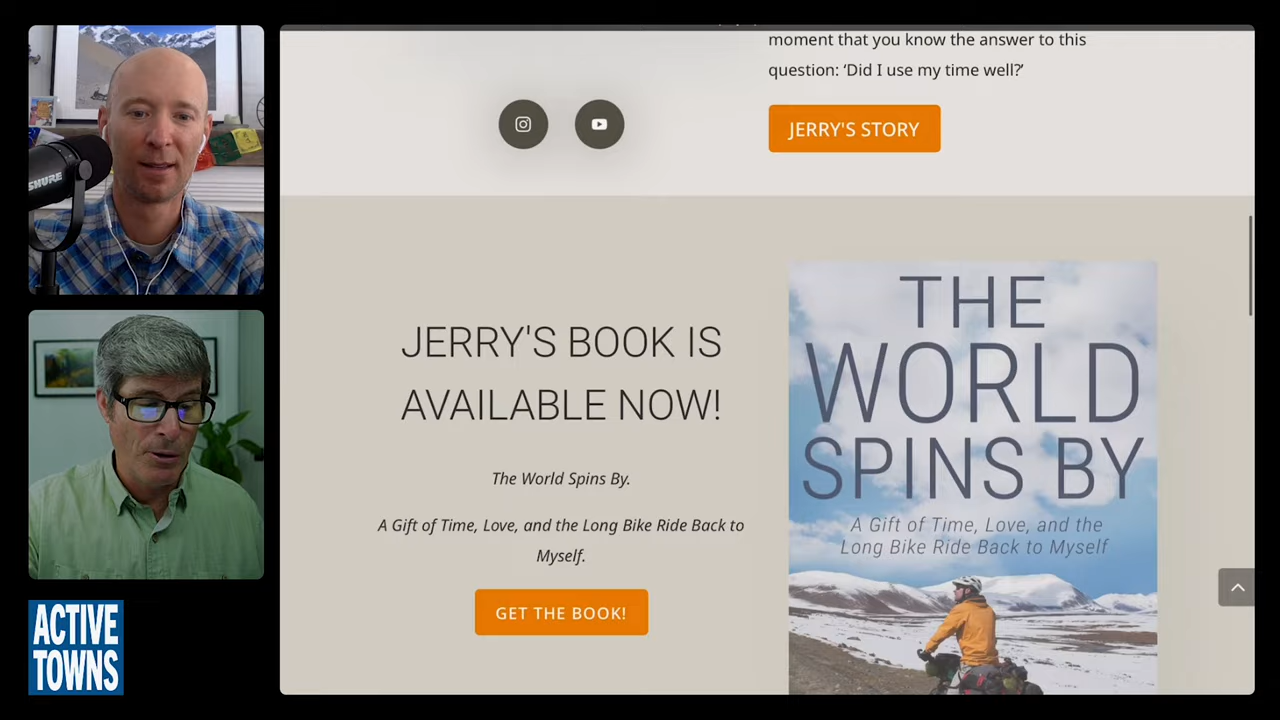 SHURE
ACTIVE
TOWNS
moment that you know the answer to this
question: ‘Did I use my time well?’
JERRY'S STORY
JERRY'S BOOK IS
AVAILABLE NOW!
The World Spins By.
A Gift of Time, Love, and the Long Bike Ride Back to
Myself.
GET THE BOOK!
THE
WORLD
SPINS BY
A Gift of Time, Love, and the
Long Bike Ride Back to Myself